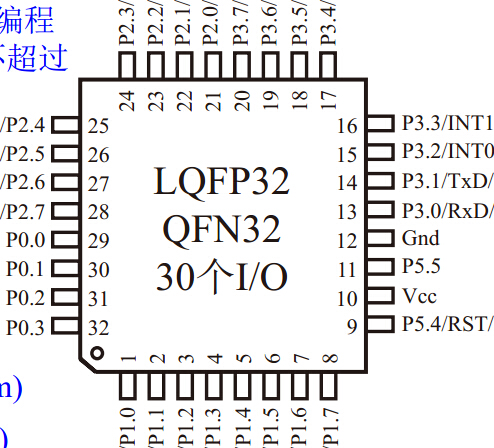 编程
不超过
P2.3/
P2.2/
P2.1/
P2.0/
P3.7/
P3.6/
P3.5/
P3.4/
24
23
22
21
20
19
18
17
/P2.4 25
/P2.5 26
/P2.6 27
/P2.7 28
P0.0 29
P0.1 30
P0.2 31
P0.3 32
LQFP32
QFN32
30个I/O
16 P3.3/INT1
15 P3.2/INT0
14 P3.1/TxD/
13 P3.0/RxD/
12 Gnd
11 P5.5
10 Vcc
9 P5.4/RST/
1
2
3
4
5
6
7
8
/P1.0
/P1.1
/P1.2
/P1.3
/P1.4
/P1.5
/P1.6
/P1.7
m)
)